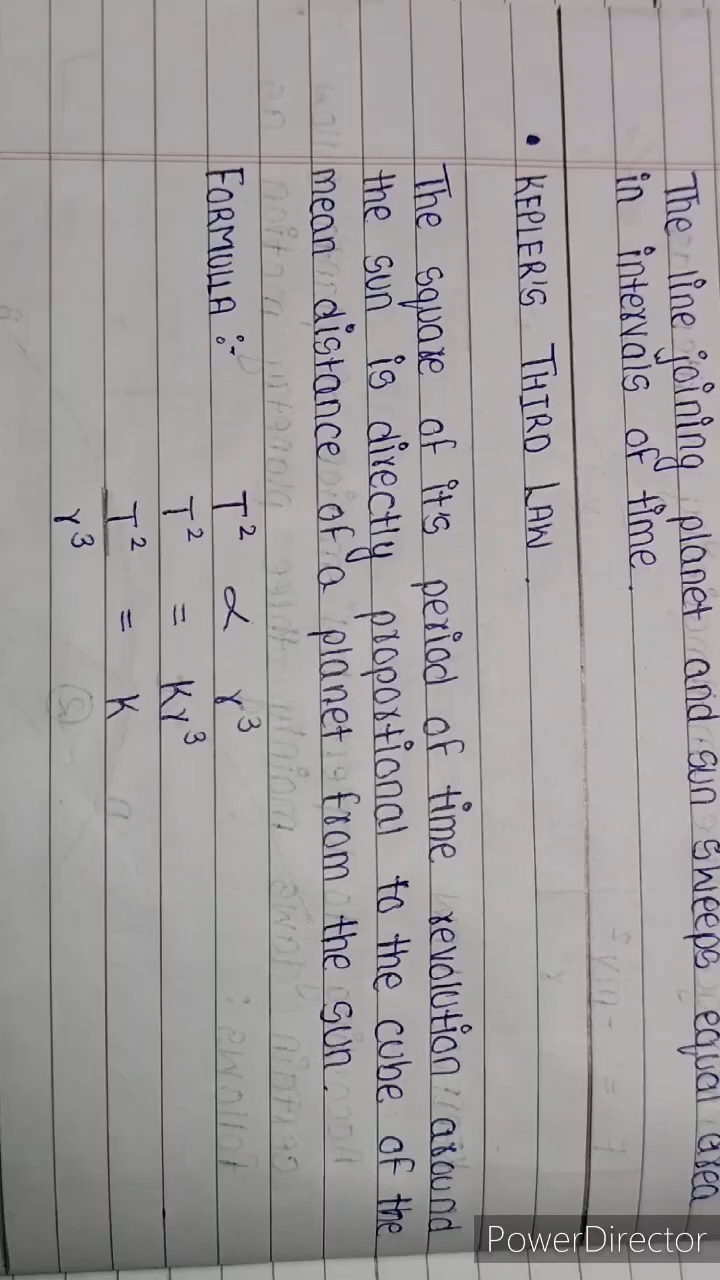 The line joining planet and sun sweeps equal area
in intervals of time.
• KEPLER'S THIRD LAW
The square of it's period of time revolution around
the sun is directly proportional to the cube of the
mean distance of a planet from the sun.
FORMULLA :-
T² ∝ r³
T² = Kr³
T² = K
r³
PowerDirector